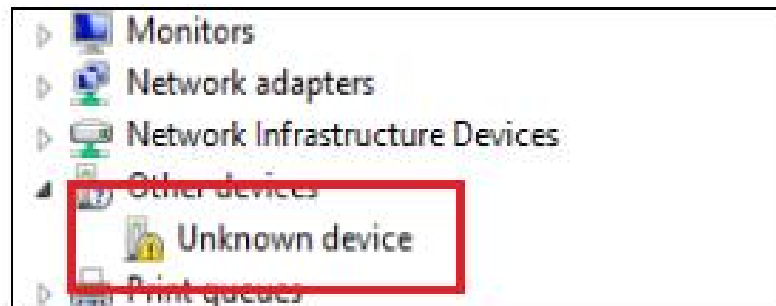 Monitors
Network adapters
Network Infrastructure Devices
Other devices
Unknown device
Print queues